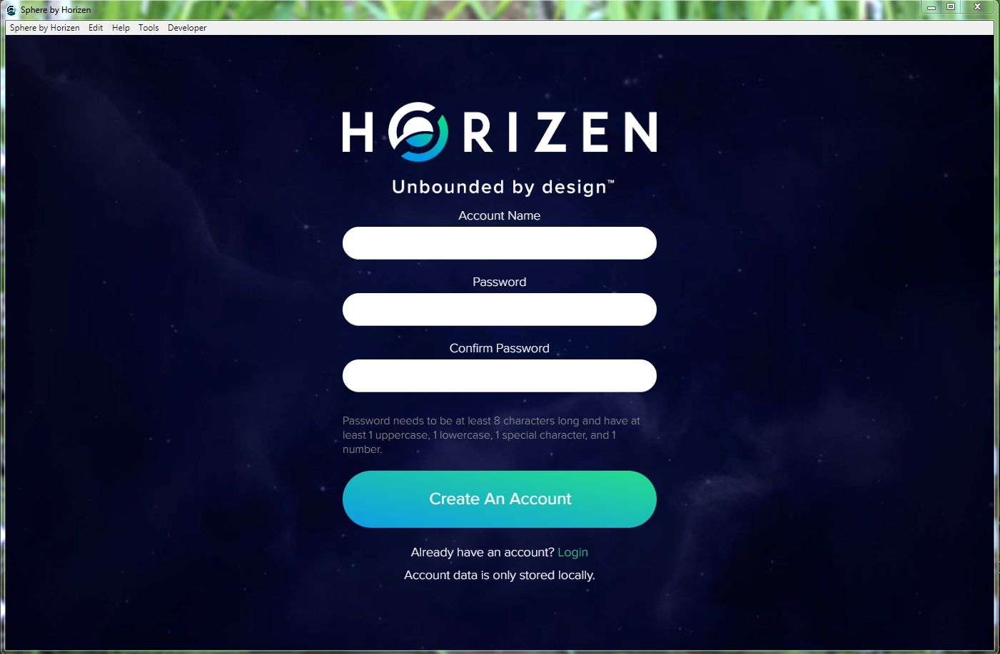 Sphere by Horizen
Sphere by Horizen Edit Help Tools Developer
HORIZEN
Unbounded by design™
Account Name
Password
Confirm Password
Password needs to be at least 8 characters long and have at
least 1 uppercase, 1 lowercase, 1 special character, and 1
number.
Create An Account
Already have an account? Login
Account data is only stored locally.